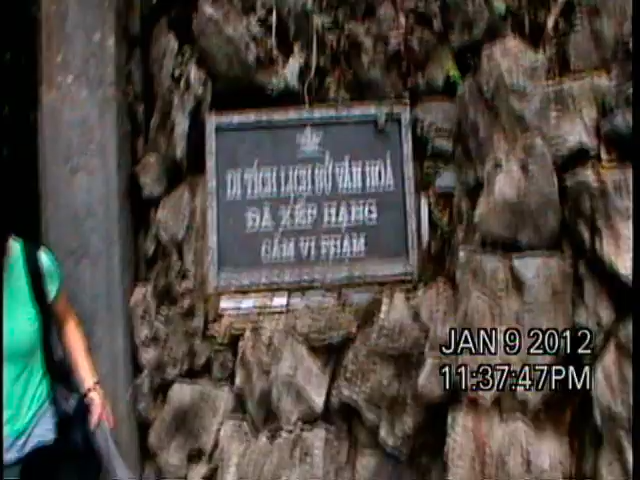 DI TÍCH LỊCH SỬ VĂN HOÁ
ĐÃ XẾP HẠNG
CẤM VI PHẠM
JAN 9 2012
11:37:47PM